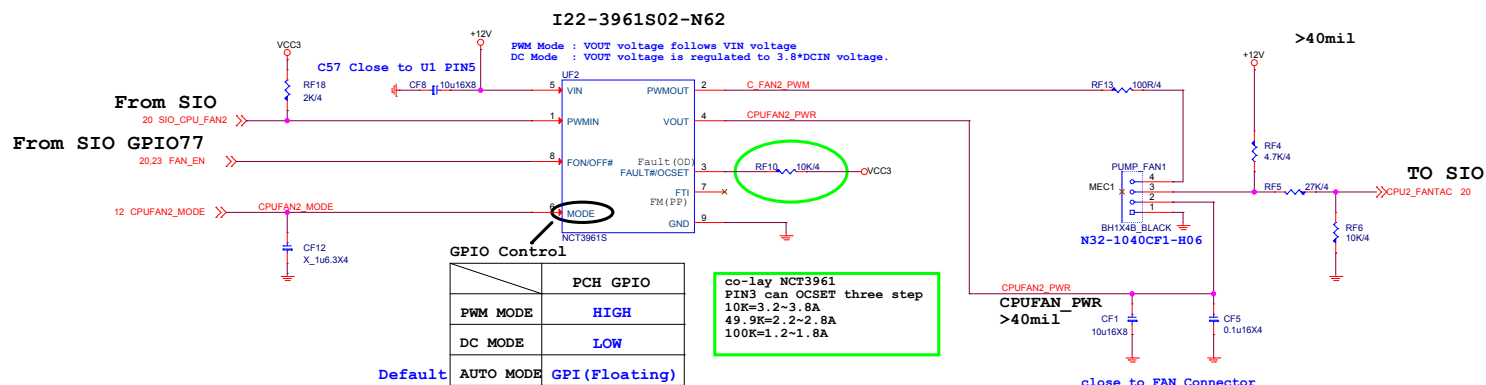 I22-3961S02-N62
+12V
PWM Mode : VOUT voltage follows VIN voltage
DC Mode : VOUT voltage is regulated to 3.8*DCIN voltage.
>40mil
VCC3
+12V
C57 Close to U1 PIN5
RF18
2K/4
CF8 10u16X8
UF2
5 VIN
PWMOUT 2 C_FAN2_PWM
RF13 100R/4
From SIO
20 SIO_CPU_FAN2
1 PWMIN
VOUT 4 CPUFAN2_PWR
From SIO GPIO77
20,23 FAN_EN
8 FON/OFF#
Fault(OD)
FAULT#/OCSET 3
RF10 10K/4
VCC3
RF4
4.7K/4
PUMP_FAN1
MEC1
4
3
2
1
BH1X4B_BLACK
N32-1040CF1-H06
RF5 27K/4
TO SIO
CPU2_FANTAC 20
RF6
10K/4
FTI 7
FM(PP)
12 CPUFAN2_MODE
CPUFAN2_MODE
6 MODE
GND 9
NCT3961S
CF12
X_1u6.3X4
GPIO Control
PCH GPIO
PWM MODE HIGH
DC MODE LOW
Default AUTO MODE GPI(Floating)
co-lay NCT3961
PIN3 can OCSET three step
10K=3.2~3.8A
49.9K=2.2~2.8A
100K=1.2~1.8A
CPUFAN2_PWR
CPUFAN_PWR
>40mil
CF1
10u16X8
CF5
0.1u16X4
close to FAN Connector